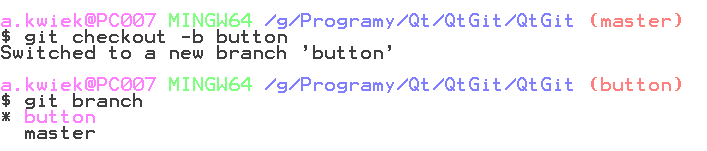 a.kwiek@PC007 MINGW64 /g/Programy/Qt/QtGit/QtGit (master)
$ git checkout -b button
Switched to a new branch 'button'
a.kwiek@PC007 MINGW64 /g/Programy/Qt/QtGit/QtGit (button)
$ git branch
* button
  master